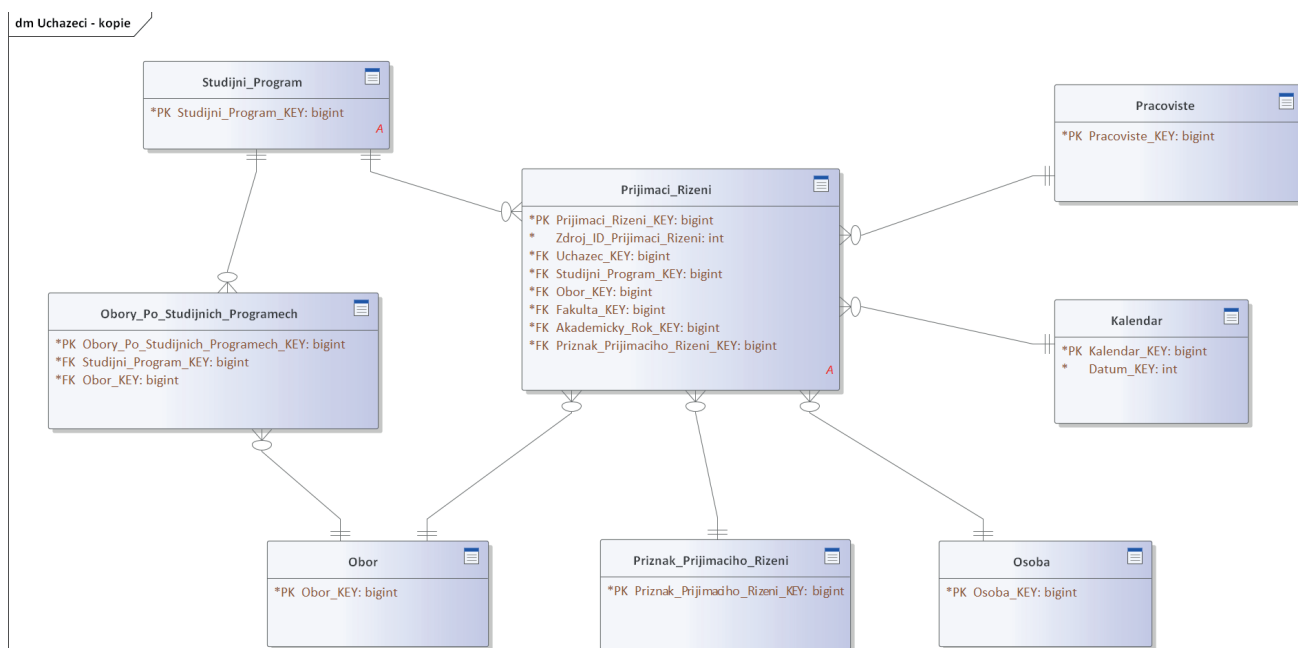 dm Uchazeci - kopie
Studijni_Program
*PK Studijni_Program_KEY: bigint
A
Pracoviste
*PK Pracoviste_KEY: bigint
Prijimaci_Rizeni
*PK Prijimaci_Rizeni_KEY: bigint
* Zdroj_ID_Prijimaci_Rizeni: int
*FK Uchazec_KEY: bigint
*FK Studijni_Program_KEY: bigint
*FK Obor_KEY: bigint
*FK Fakulta_KEY: bigint
*FK Akademicky_Rok_KEY: bigint
*FK Priznak_Prijimaciho_Rizeni_KEY: bigint
A
Obory_Po_Studijnich_Programech
*PK Obory_Po_Studijnich_Programech_KEY: bigint
*FK Studijni_Program_KEY: bigint
*FK Obor_KEY: bigint
Kalendar
*PK Kalendar_KEY: bigint
* Datum_KEY: int
Obor
*PK Obor_KEY: bigint
Priznak_Prijimaciho_Rizeni
*PK Priznak_Prijimaciho_Rizeni_KEY: bigint
Osoba
*PK Osoba_KEY: bigint